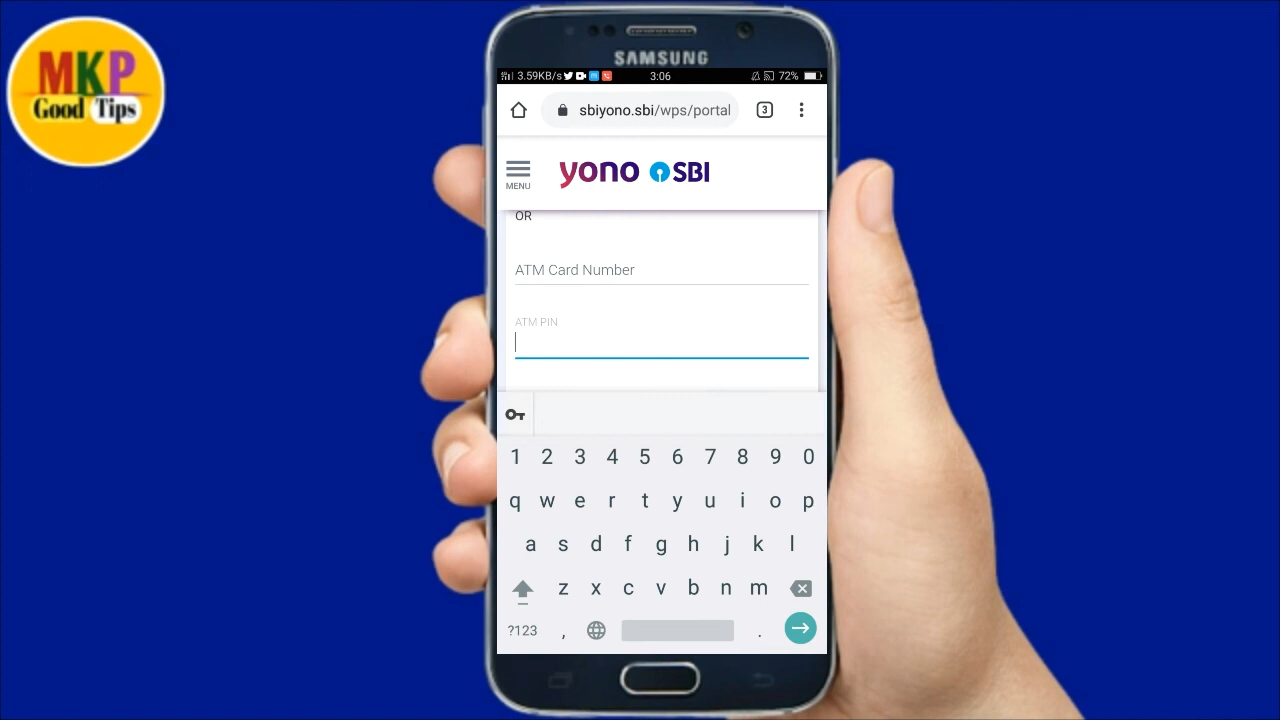 MKP
Good Tips
SAMSUNG
3.59KB/s 3:06 72%
sbiyono.sbi/wps/portal 3
MENU
yono SBI
OR
ATM Card Number
ATM PIN
1 2 3 4 5 6 7 8 9 0
q w e r t y u i o p
a s d f g h j k l
z x c v b n m
?123 , .